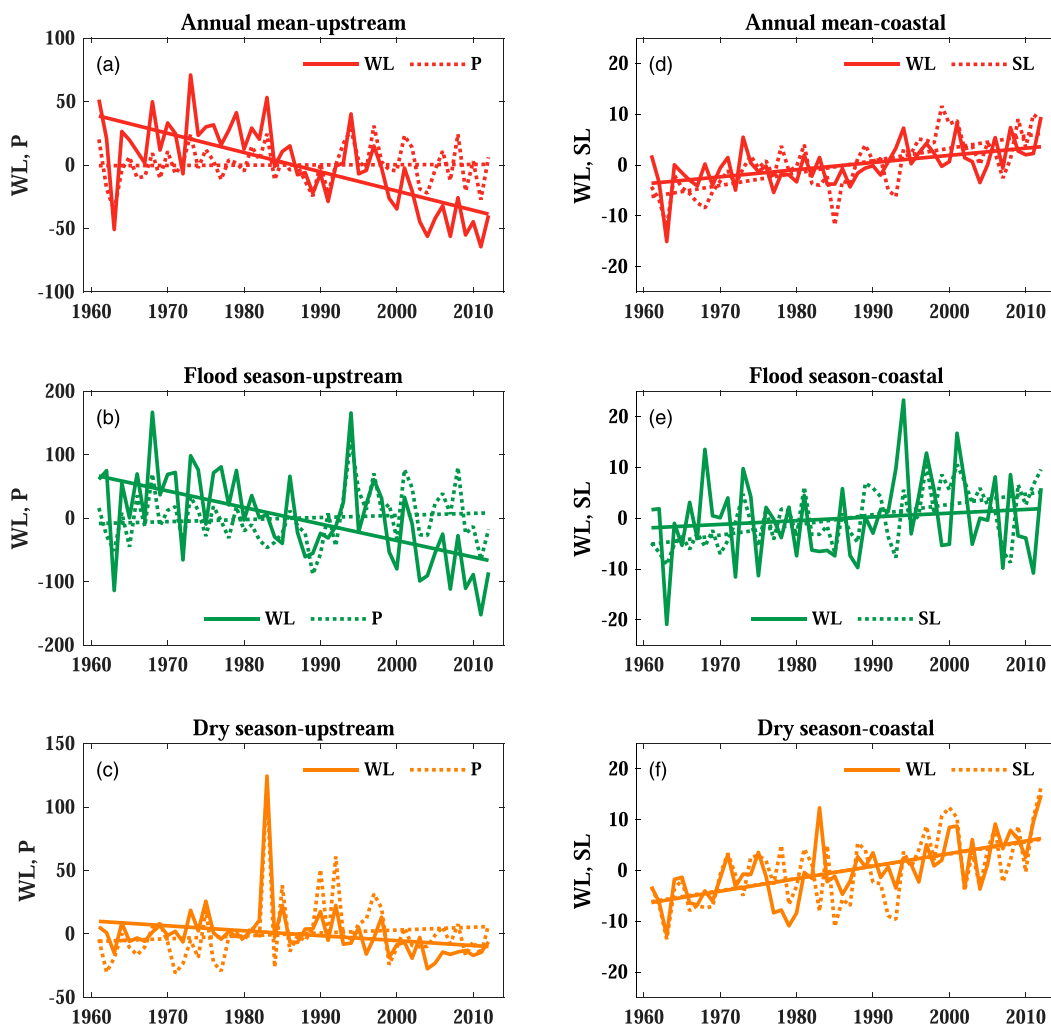 Annual mean-upstream
100
50
0
-50
-100
WL, P
(a)
WL P
1960 1970 1980 1990 2000 2010
Annual mean-coastal
20
10
0
-10
-20
WL, SL
(d)
WL SL
1960 1970 1980 1990 2000 2010
Flood season-upstream
200
100
0
-100
-200
WL, P
(b)
WL P
1960 1970 1980 1990 2000 2010
Flood season-coastal
20
10
0
-10
-20
WL, SL
(e)
WL SL
1960 1970 1980 1990 2000 2010
Dry season-upstream
150
100
50
0
-50
WL, P
(c)
WL P
1960 1970 1980 1990 2000 2010
Dry season-coastal
20
10
0
-10
-20
WL, SL
(f)
WL SL
1960 1970 1980 1990 2000 2010